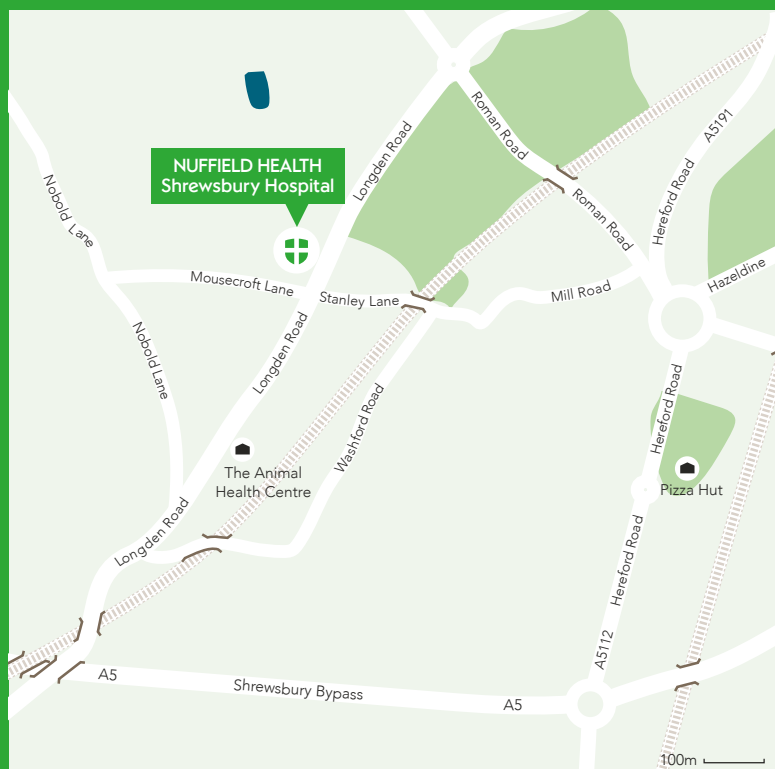 A5191
Roman Road
Longden Road
NUFFIELD HEALTH
Shrewsbury Hospital
Nobold Lane
Hereford Road
Roman Road
Hazeldine
Mousecroft Lane
Stanley Lane
Mill Road
Nobold Lane
Longden Road
Washford Road
Hereford Road
The Animal
Health Centre
Pizza Hut
Longden Road
Hereford Road
A5112
A5
Shrewsbury Bypass
A5
100m